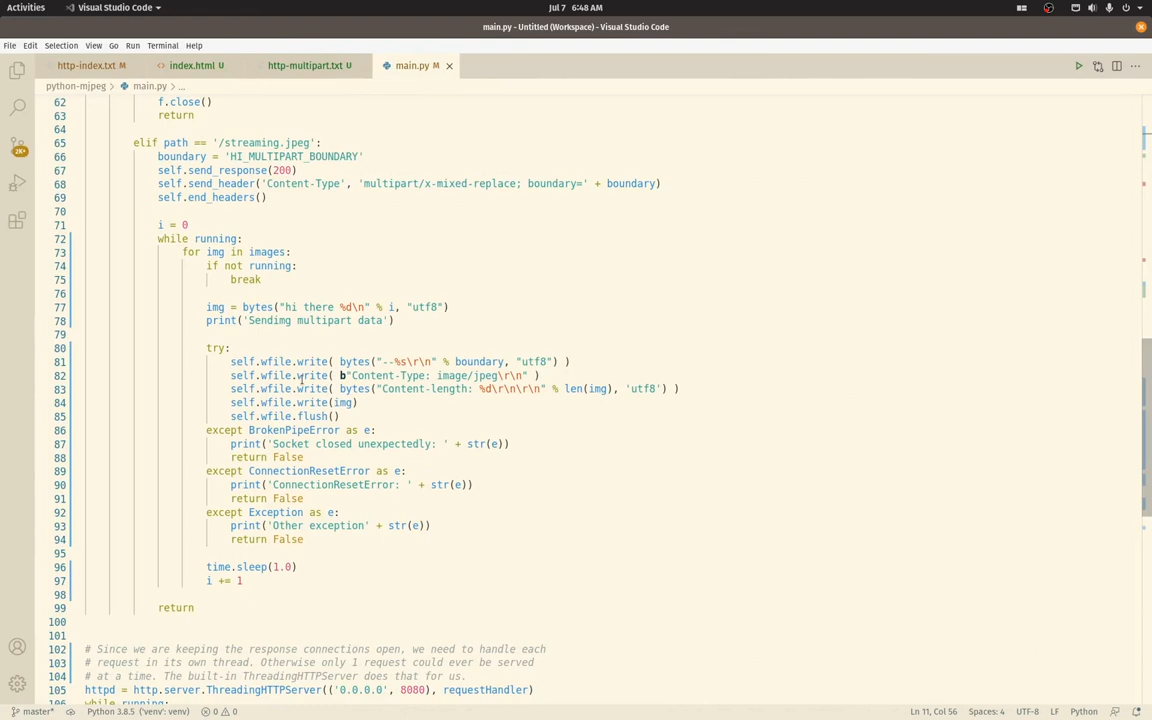 Activities Visual Studio Code Jul 7 6:48 AM
main.py - Untitled (Workspace) - Visual Studio Code
File Edit Selection View Go Run Terminal Help
http-index.txt M index.html U http-multipart.txt U main.py M
python-mjpeg > main.py > ...
62 f.close()
63 return
64
65 elif path == '/streaming.jpeg':
66 boundary = 'HI_MULTIPART_BOUNDARY'
67 self.send_response(200)
68 self.send_header('Content-Type', 'multipart/x-mixed-replace; boundary=' + boundary)
69 self.end_headers()
70
71 i = 0
72 while running:
73 for img in images:
74 if not running:
75 break
76
77 img = bytes("hi there %d\n" % i, "utf8")
78 print('Sendimg multipart data')
79
80 try:
81 self.wfile.write( bytes("--%s\r\n" % boundary, "utf8") )
82 self.wfile.write( b"Content-Type: image/jpeg\r\n" )
83 self.wfile.write( bytes("Content-length: %d\r\n\r\n" % len(img), 'utf8') )
84 self.wfile.write(img)
85 self.wfile.flush()
86 except BrokenPipeError as e:
87 print('Socket closed unexpectedly: ' + str(e))
88 return False
89 except ConnectionResetError as e:
90 print('ConnectionResetError: ' + str(e))
91 return False
92 except Exception as e:
93 print('Other exception' + str(e))
94 return False
95
96 time.sleep(1.0)
97 i += 1
98
99 return
100
101
102 # Since we are keeping the response connections open, we need to handle each
103 # request in its own thread. Otherwise only 1 request could ever be served
104 # at a time. The built-in ThreadingHTTPServer does that for us.
105 httpd = http.server.ThreadingHTTPServer(('0.0.0.0', 8080), requestHandler)
106 while running:
2K+
master* Python 3.8.5 ('venv': venv) 0 0 Ln 11, Col 56 Spaces: 4 UTF-8 LF Python